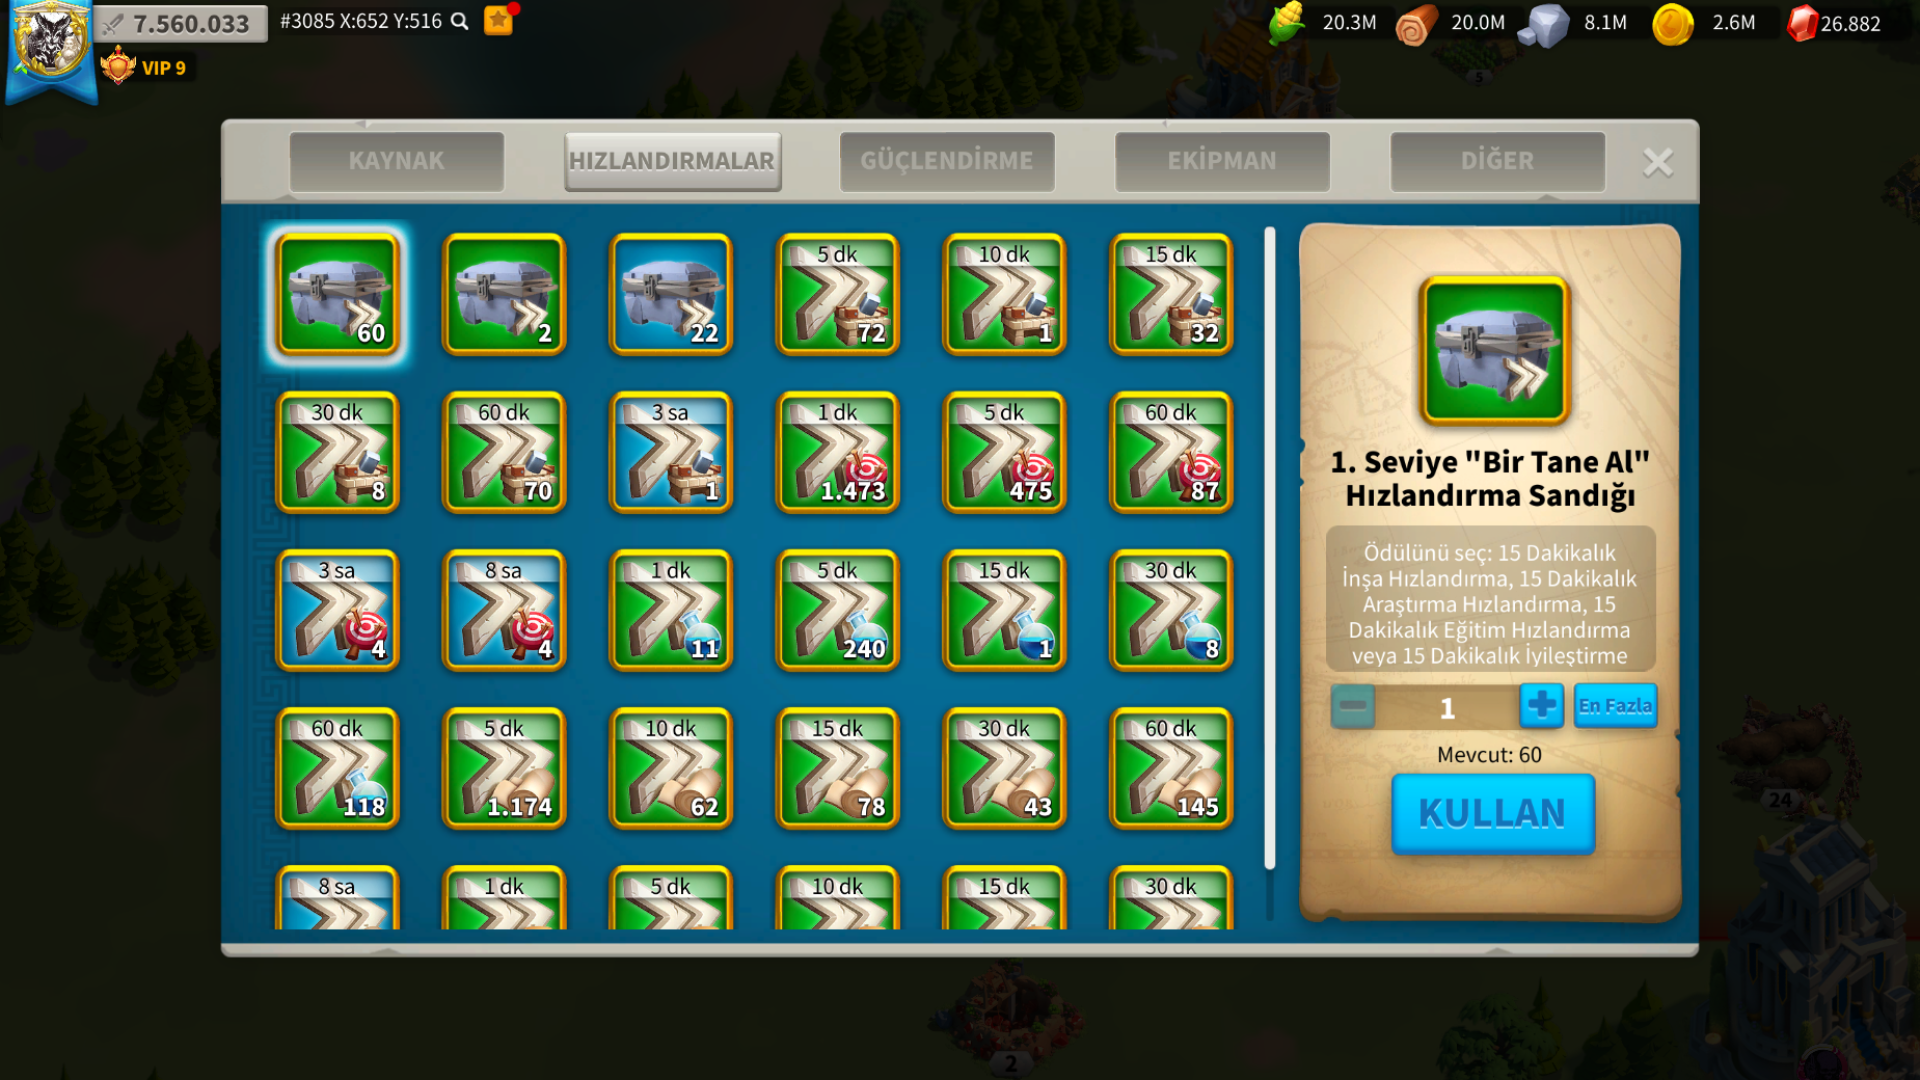 7.560.033
#3085 X:652 Y:516
20.3M
20.0M
8.1M
2.6M
26.882
VIP 9
5
KAYNAK
HIZLANDIRMALAR
GÜÇLENDİRME
EKİPMAN
DİĞER
60
2
22
5 dk
72
10 dk
1
15 dk
32
30 dk
8
60 dk
70
3 sa
1
1 dk
1.473
5 dk
475
60 dk
87
3 sa
4
8 sa
4
1 dk
11
5 dk
240
15 dk
1
30 dk
8
60 dk
118
5 dk
1.174
10 dk
62
15 dk
78
30 dk
43
60 dk
145
8 sa
1 dk
5 dk
10 dk
15 dk
30 dk
1. Seviye "Bir Tane Al"
Hızlandırma Sandığı
Ödülünü seç: 15 Dakikalık
İnşa Hızlandırma, 15 Dakikalık
Araştırma Hızlandırma, 15
Dakikalık Eğitim Hızlandırma
veya 15 Dakikalık İyileştirme
1
En Fazla
Mevcut: 60
KULLAN
24
2